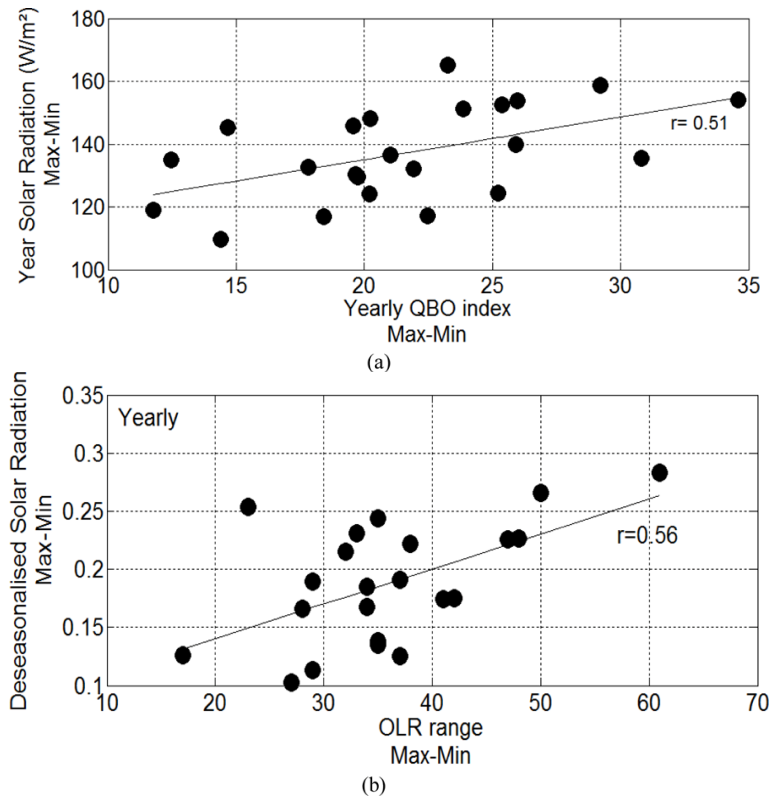 Year Solar Radiation (W/m²)
Max-Min
180
160
140
120
100
r= 0.51
10 15 20 25 30 35
Yearly QBO index
Max-Min
(a)
Deseasonalised Solar Radiation
Max-Min
0.35
0.3
0.25
0.2
0.15
0.1
Yearly
r=0.56
10 20 30 40 50 60 70
OLR range
Max-Min
(b)